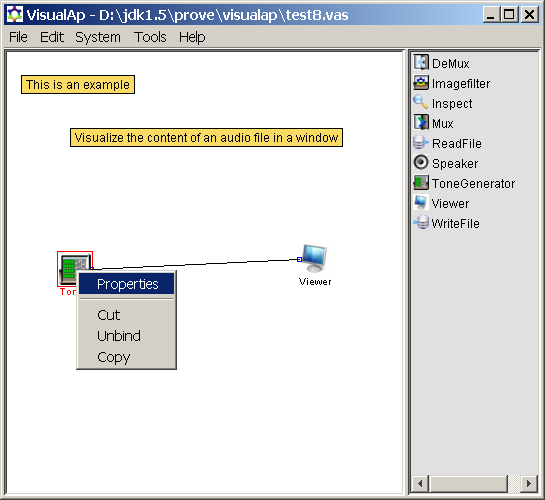 VisualAp - D:\jdk1.5\prove\visualap\test8.vas
File Edit System Tools Help
This is an example
Visualize the content of an audio file in a window
Viewer
Properties
Cut
Unbind
Copy
DeMux
Imagefilter
Inspect
Mux
ReadFile
Speaker
ToneGenerator
Viewer
WriteFile